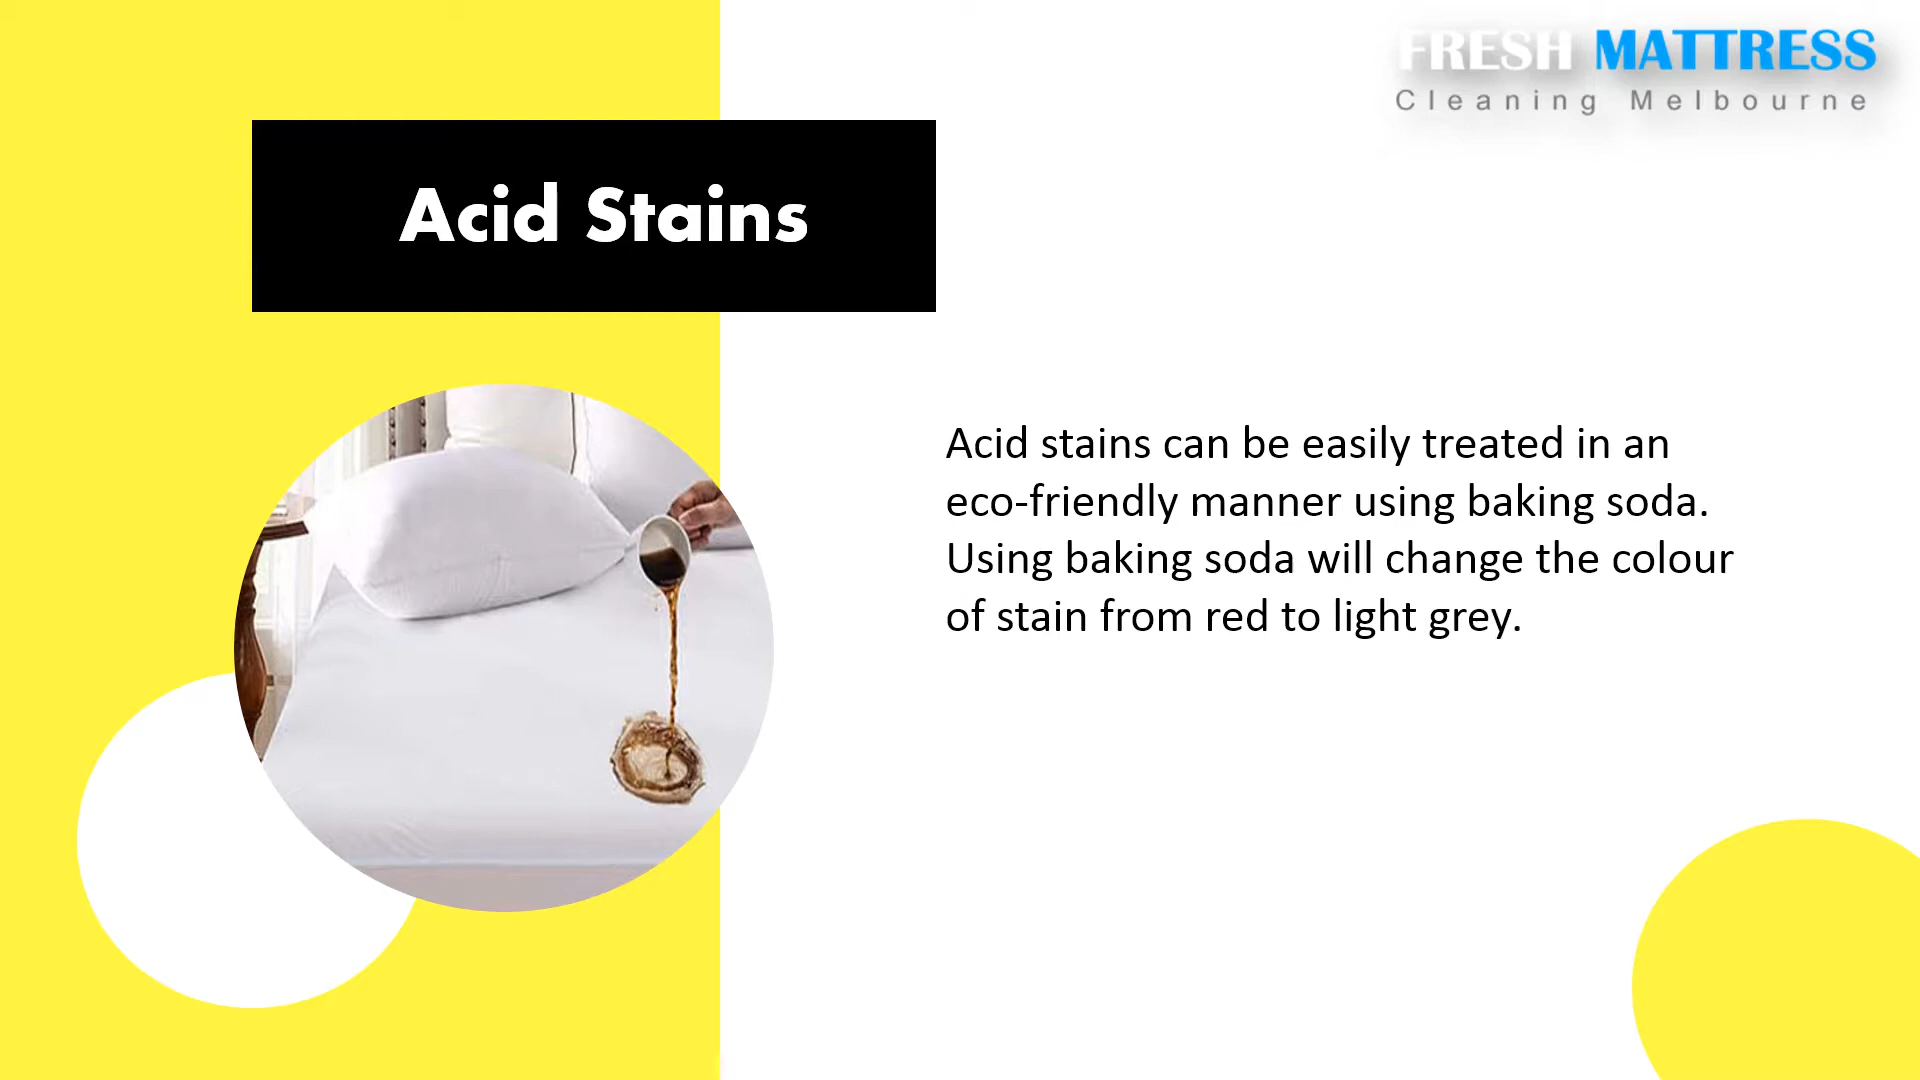 FRESH MATTRESS
Cleaning Melbourne
Acid Stains
Acid stains can be easily treated in an
eco-friendly manner using baking soda.
Using baking soda will change the colour
of stain from red to light grey.